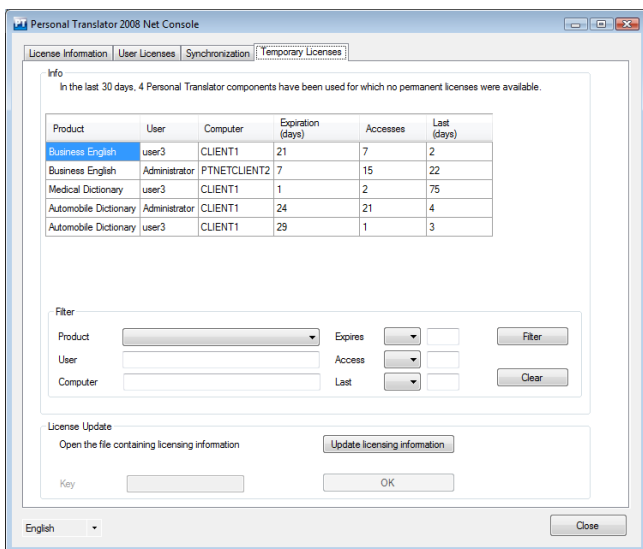 PT Personal Translator 2008 Net Console
License Information User Licenses Synchronization Temporary Licenses
Info
In the last 30 days, 4 Personal Translator components have been used for which no permanent licenses were available.
Product User Computer Expiration (days) Accesses Last (days)
Business English user3 CLIENT1 21 7 2
Business English Administrator PTNETCLIENT2 7 15 22
Medical Dictionary user3 CLIENT1 1 2 75
Automobile Dictionary Administrator CLIENT1 24 21 4
Automobile Dictionary user3 CLIENT1 29 1 3
Filter
Product Expires Filter
User Access
Computer Last Clear
License Update
Open the file containing licensing information Update licensing information
Key OK
English Close